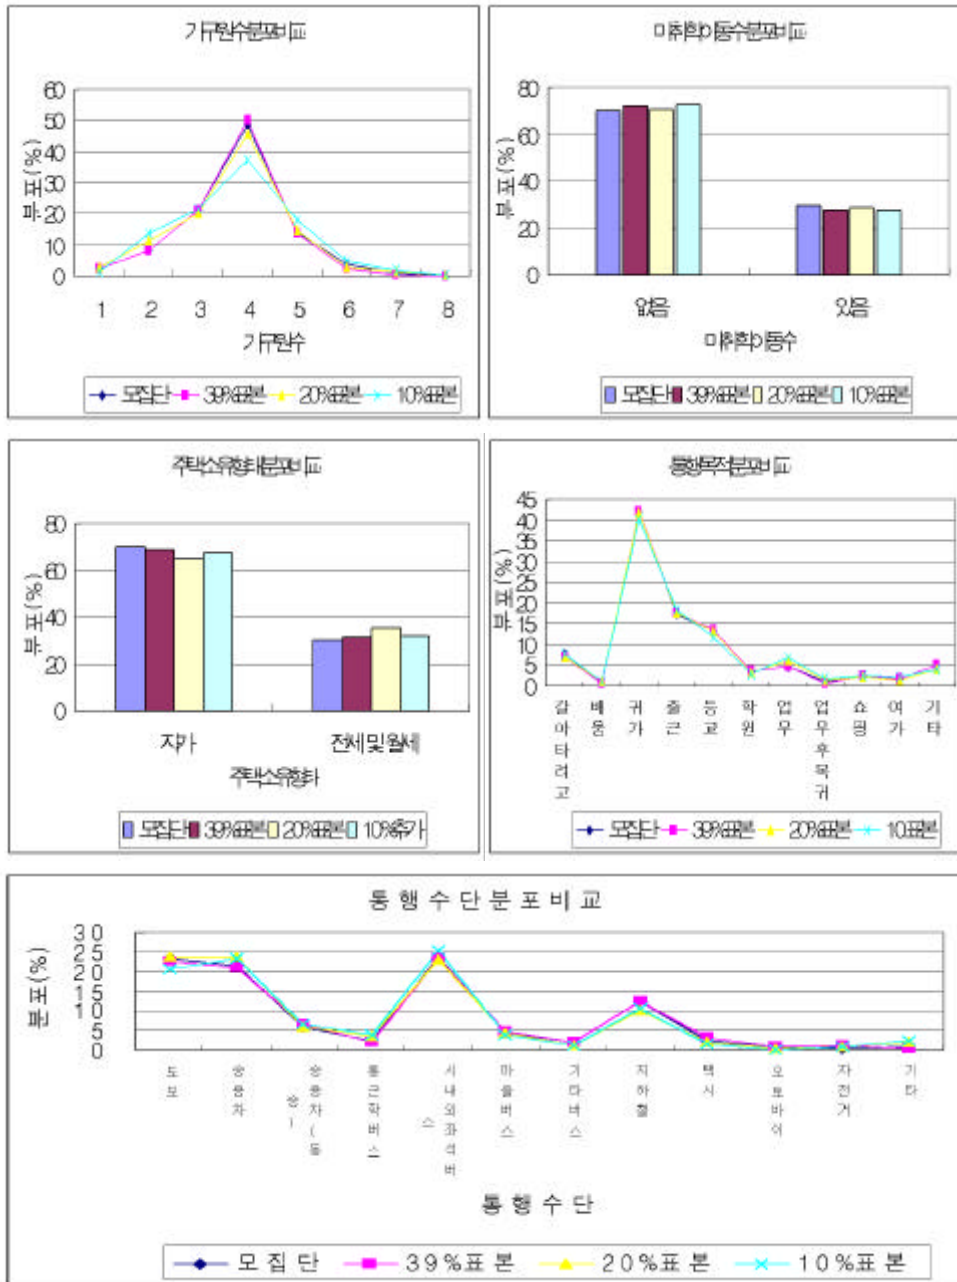 가구원수분포비교
60
50
40
30
20
10
0
분포(%)
1 2 3 4 5 6 7 8
가구원수
모집단 39%표본 20%표본 10%표본
미취학아동수분포비교
80
60
40
20
0
분포(%)
없음 있음
미취학아동수
모집단 39%표본 20%표본 10%표본
주택소유형태분포비교
80
60
40
20
0
분포(%)
자가 전세및월세
주택소유형태
모집단 39%표본 20%표본 10%추가
통행목적분포비교
45
40
35
30
25
20
15
10
5
0
분포(%)
갈아타려고 배웅 귀가 출근 등교 학원 업무 업무후복귀 쇼핑 여가 기타
모집단 39%표본 20%표본 10표본
통행수단분포비교
30
25
20
15
10
5
0
분포(%)
도보 승용차 승용차(동승) 통근학버스 시내외좌석버스 마을버스 기타버스 지하철 택시 오토바이 자전거 기타
통행수단
모집단 39%표본 20%표본 10%표본